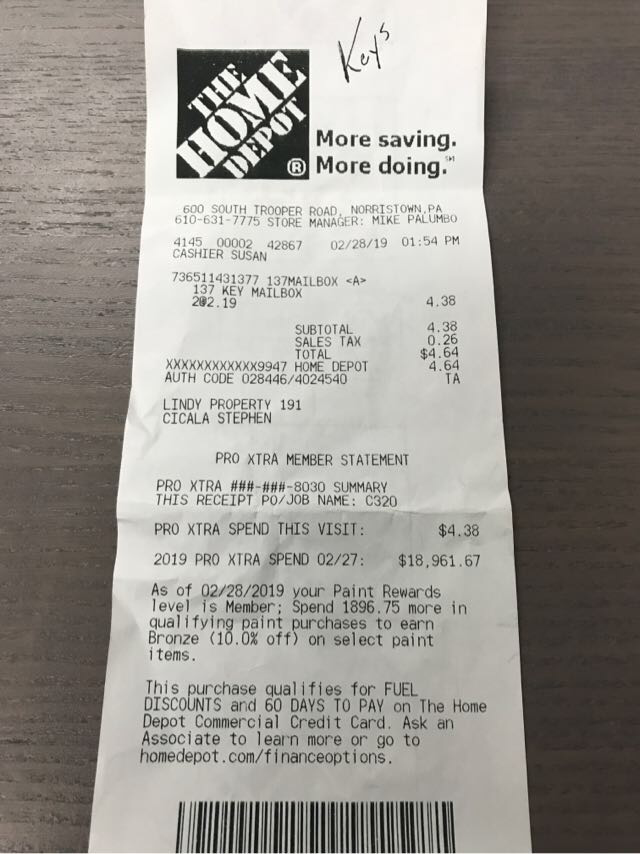 Keys
THE
HOME
DEPOT
®
More saving.
More doing.℠
600 SOUTH TROOPER ROAD, NORRISTOWN,PA
610-631-7775 STORE MANAGER: MIKE PALUMBO
4145 00002 42867 02/28/19 01:54 PM
CASHIER SUSAN
736511431377 137MAILBOX <A>
137 KEY MAILBOX
2@2.19 4.38
SUBTOTAL 4.38
SALES TAX 0.26
TOTAL $4.64
XXXXXXXXXXXX9947 HOME DEPOT 4.64
AUTH CODE 028446/4024540 TA
LINDY PROPERTY 191
CICALA STEPHEN
PRO XTRA MEMBER STATEMENT
PRO XTRA ###-###-8030 SUMMARY
THIS RECEIPT PO/JOB NAME: C320
PRO XTRA SPEND THIS VISIT: $4.38
2019 PRO XTRA SPEND 02/27: $18,961.67
As of 02/28/2019 your Paint Rewards
level is Member; Spend 1896.75 more in
qualifying paint purchases to earn
Bronze (10.0% off) on select paint
items.
This purchase qualifies for FUEL
DISCOUNTS and 60 DAYS TO PAY on The Home
Depot Commercial Credit Card. Ask an
Associate to learn more or go to
homedepot.com/financeoptions.